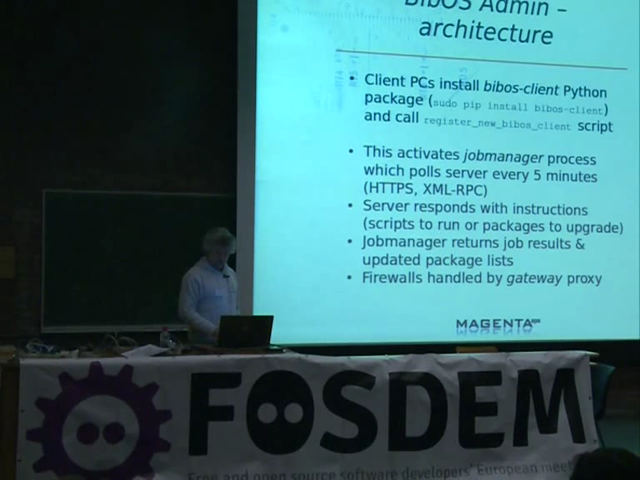 BibOS Admin –
architecture
• Client PCs install bibos-client Python
package (sudo pip install bibos-client)
and call register_new_bibos_client script
• This activates jobmanager process
which polls server every 5 minutes
(HTTPS, XML-RPC)
• Server responds with instructions
(scripts to run or packages to upgrade)
• Jobmanager returns job results &
updated package lists
• Firewalls handled by gateway proxy
MAGENTA
FOSDEM
Free and open source software developers' European meet